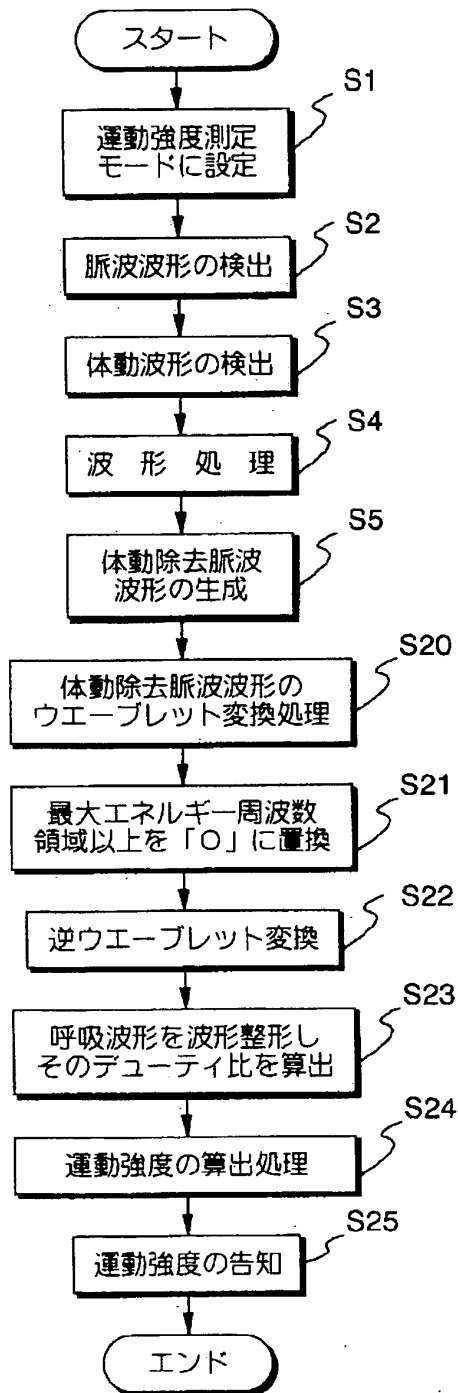 スタート
S1
運動強度測定
モードに設定
S2
脈波波形の検出
S3
体動波形の検出
S4
波 形 処 理
S5
体動除去脈波
波形の生成
S20
体動除去脈波波形の
ウエーブレット変換処理
S21
最大エネルギー周波数
領域以上を「0」に置換
S22
逆ウエーブレット変換
S23
呼吸波形を波形整形し
そのデューティ比を算出
S24
運動強度の算出処理
S25
運動強度の告知
エンド